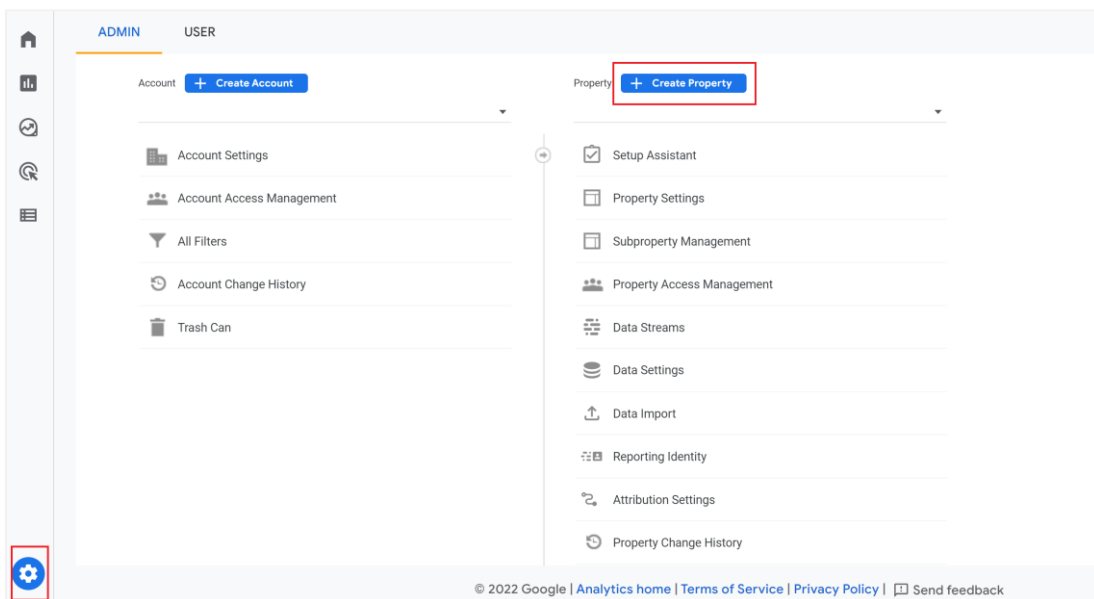 ADMIN USER
Account + Create Account
Property + Create Property
Account Settings
Account Access Management
All Filters
Account Change History
Trash Can
Setup Assistant
Property Settings
Subproperty Management
Property Access Management
Data Streams
Data Settings
Data Import
Reporting Identity
Attribution Settings
Property Change History
© 2022 Google | Analytics home | Terms of Service | Privacy Policy | Send feedback